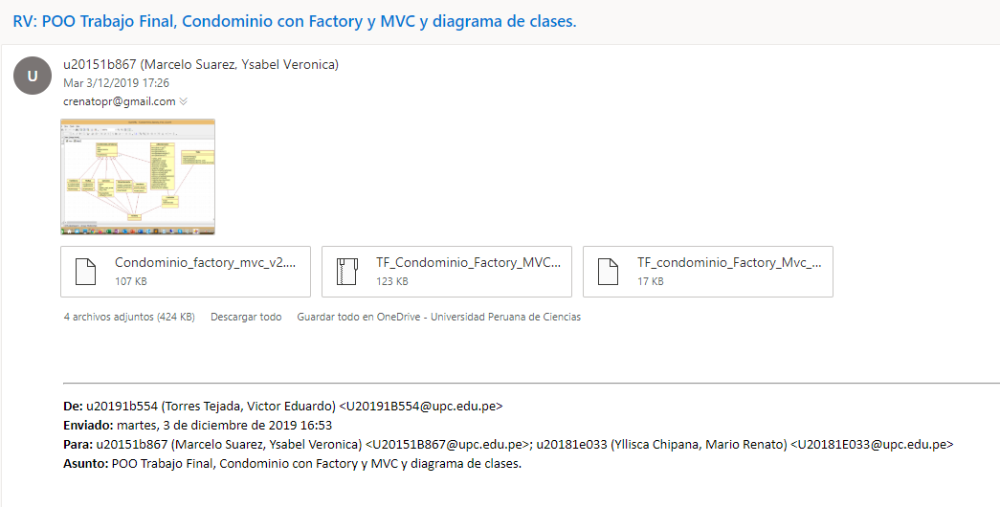 RV: POO Trabajo Final, Condominio con Factory y MVC y diagrama de clases.
U
u20151b867 (Marcelo Suarez, Ysabel Veronica)
Mar 3/12/2019 17:26
crenatopr@gmail.com
Condominio_factory_mvc_v2....
107 KB
TF_Condominio_Factory_MVC...
123 KB
TF_condominio_Factory_Mvc_...
17 KB
4 archivos adjuntos (424 KB) Descargar todo Guardar todo en OneDrive - Universidad Peruana de Ciencias
De: u20191b554 (Torres Tejada, Victor Eduardo) <U20191B554@upc.edu.pe>
Enviado: martes, 3 de diciembre de 2019 16:53
Para: u20151b867 (Marcelo Suarez, Ysabel Veronica) <U20151B867@upc.edu.pe>; u20181e033 (Yllisca Chipana, Mario Renato) <U20181E033@upc.edu.pe>
Asunto: POO Trabajo Final, Condominio con Factory y MVC y diagrama de clases.